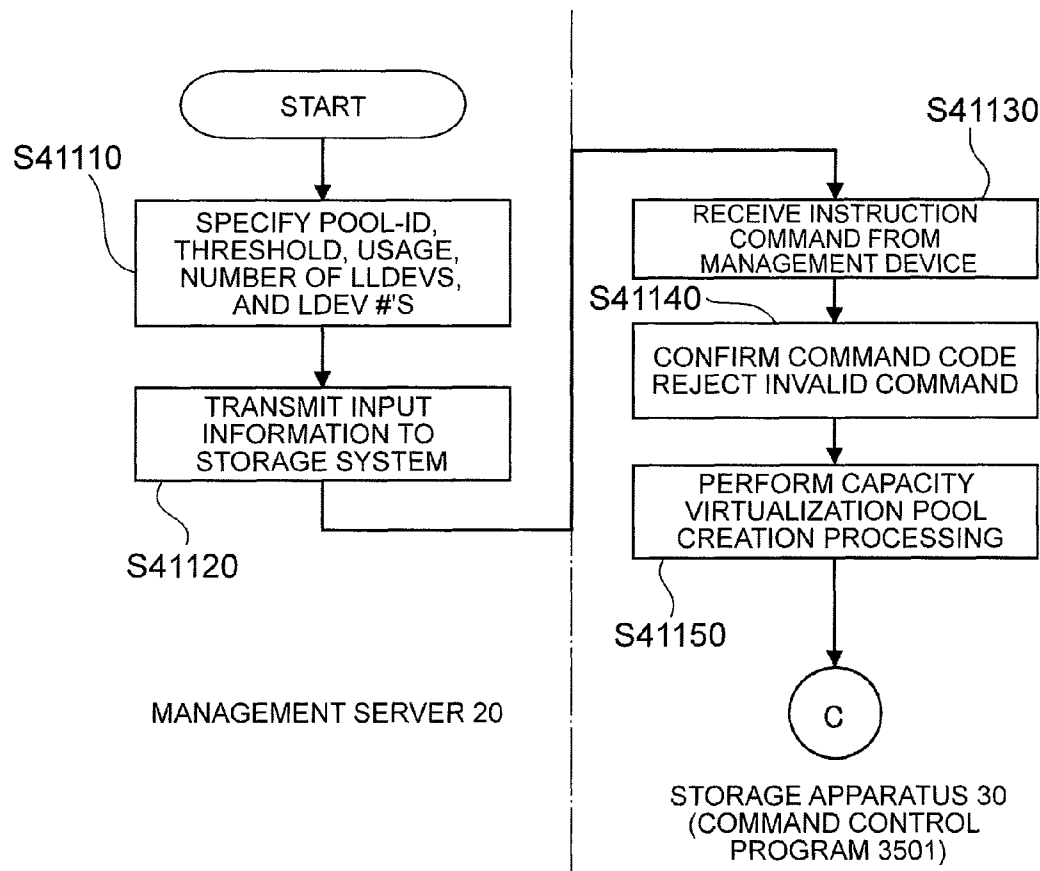 START
S41110
SPECIFY POOL-ID,
THRESHOLD, USAGE,
NUMBER OF LLDEVS,
AND LDEV #'S
TRANSMIT INPUT
INFORMATION TO
STORAGE SYSTEM
S41120
MANAGEMENT SERVER 20
S41130
RECEIVE INSTRUCTION
COMMAND FROM
MANAGEMENT DEVICE
S41140
CONFIRM COMMAND CODE
REJECT INVALID COMMAND
PERFORM CAPACITY
VIRTUALIZATION POOL
CREATION PROCESSING
S41150
C
STORAGE APPARATUS 30
(COMMAND CONTROL
PROGRAM 3501)